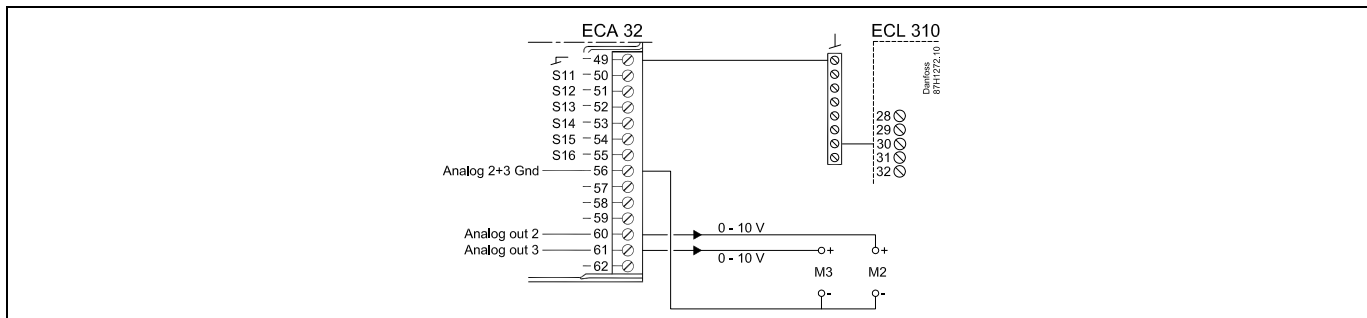 ECA 32
ECL 310
Danfoss
87H1272.10
49
S11 50
S12 51
S13 52
S14 53
S15 54
S16 55
Analog 2+3 Gnd 56
57
58
59
Analog out 2 60
Analog out 3 61
62
28
29
30
31
32
0 - 10 V
0 - 10 V
+ +
M3 M2
- -